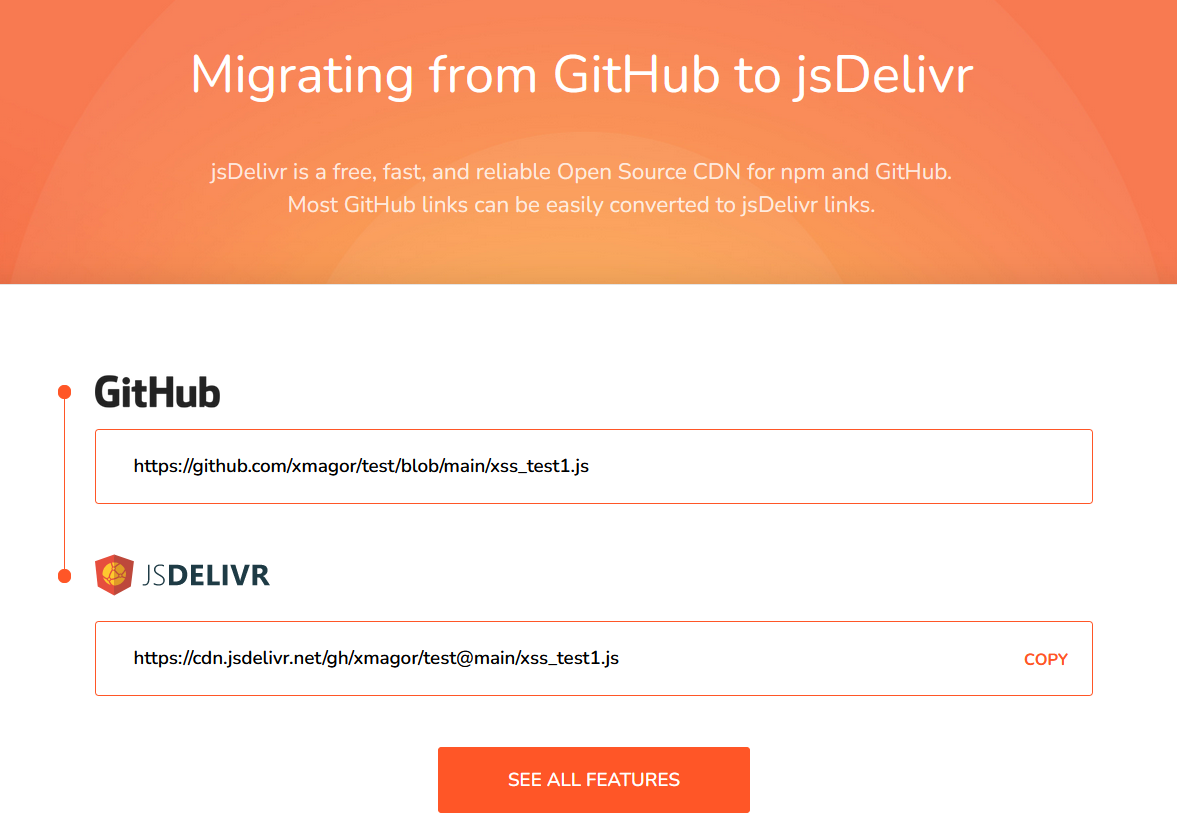 Migrating from GitHub to jsDelivr
jsDelivr is a free, fast, and reliable Open Source CDN for npm and GitHub.
Most GitHub links can be easily converted to jsDelivr links.
GitHub
https://github.com/xmagor/test/blob/main/xss_test1.js
JSDELIVR
https://cdn.jsdelivr.net/gh/xmagor/test@main/xss_test1.js
COPY
SEE ALL FEATURES